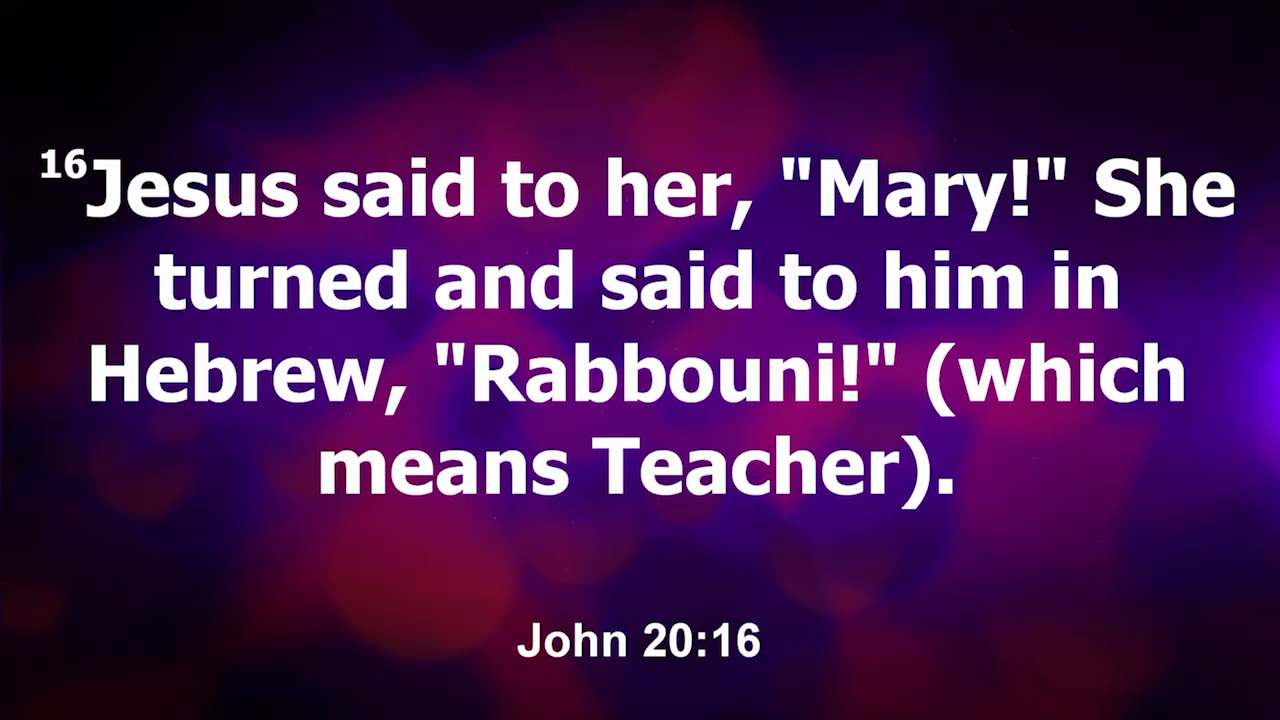 16Jesus said to her, "Mary!" She
turned and said to him in
Hebrew, "Rabbouni!" (which
means Teacher).
John 20:16